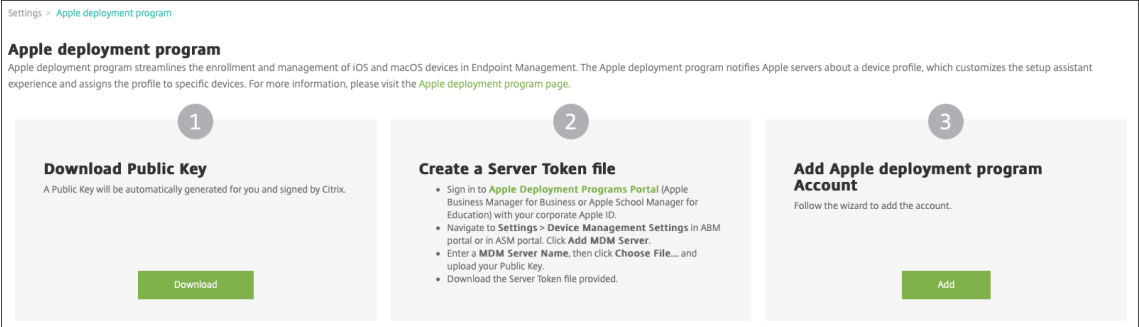 Settings > Apple deployment program
Apple deployment program
Apple deployment program streamlines the enrollment and management of iOS and macOS devices in Endpoint Management. The Apple deployment program notifies Apple servers about a device profile, which customizes the setup assistant
experience and assigns the profile to specific devices. For more information, please visit the Apple deployment program page.
1
Download Public Key
A Public Key will be automatically generated for you and signed by Citrix.
Download
2
Create a Server Token file
• Sign in to Apple Deployment Programs Portal (Apple
Business Manager for Business or Apple School Manager for
Education) with your corporate Apple ID.
• Navigate to Settings > Device Management Settings in ABM
portal or in ASM portal. Click Add MDM Server.
• Enter a MDM Server Name, then click Choose File... and
upload your Public Key.
• Download the Server Token file provided.
3
Add Apple deployment program
Account
Follow the wizard to add the account.
Add